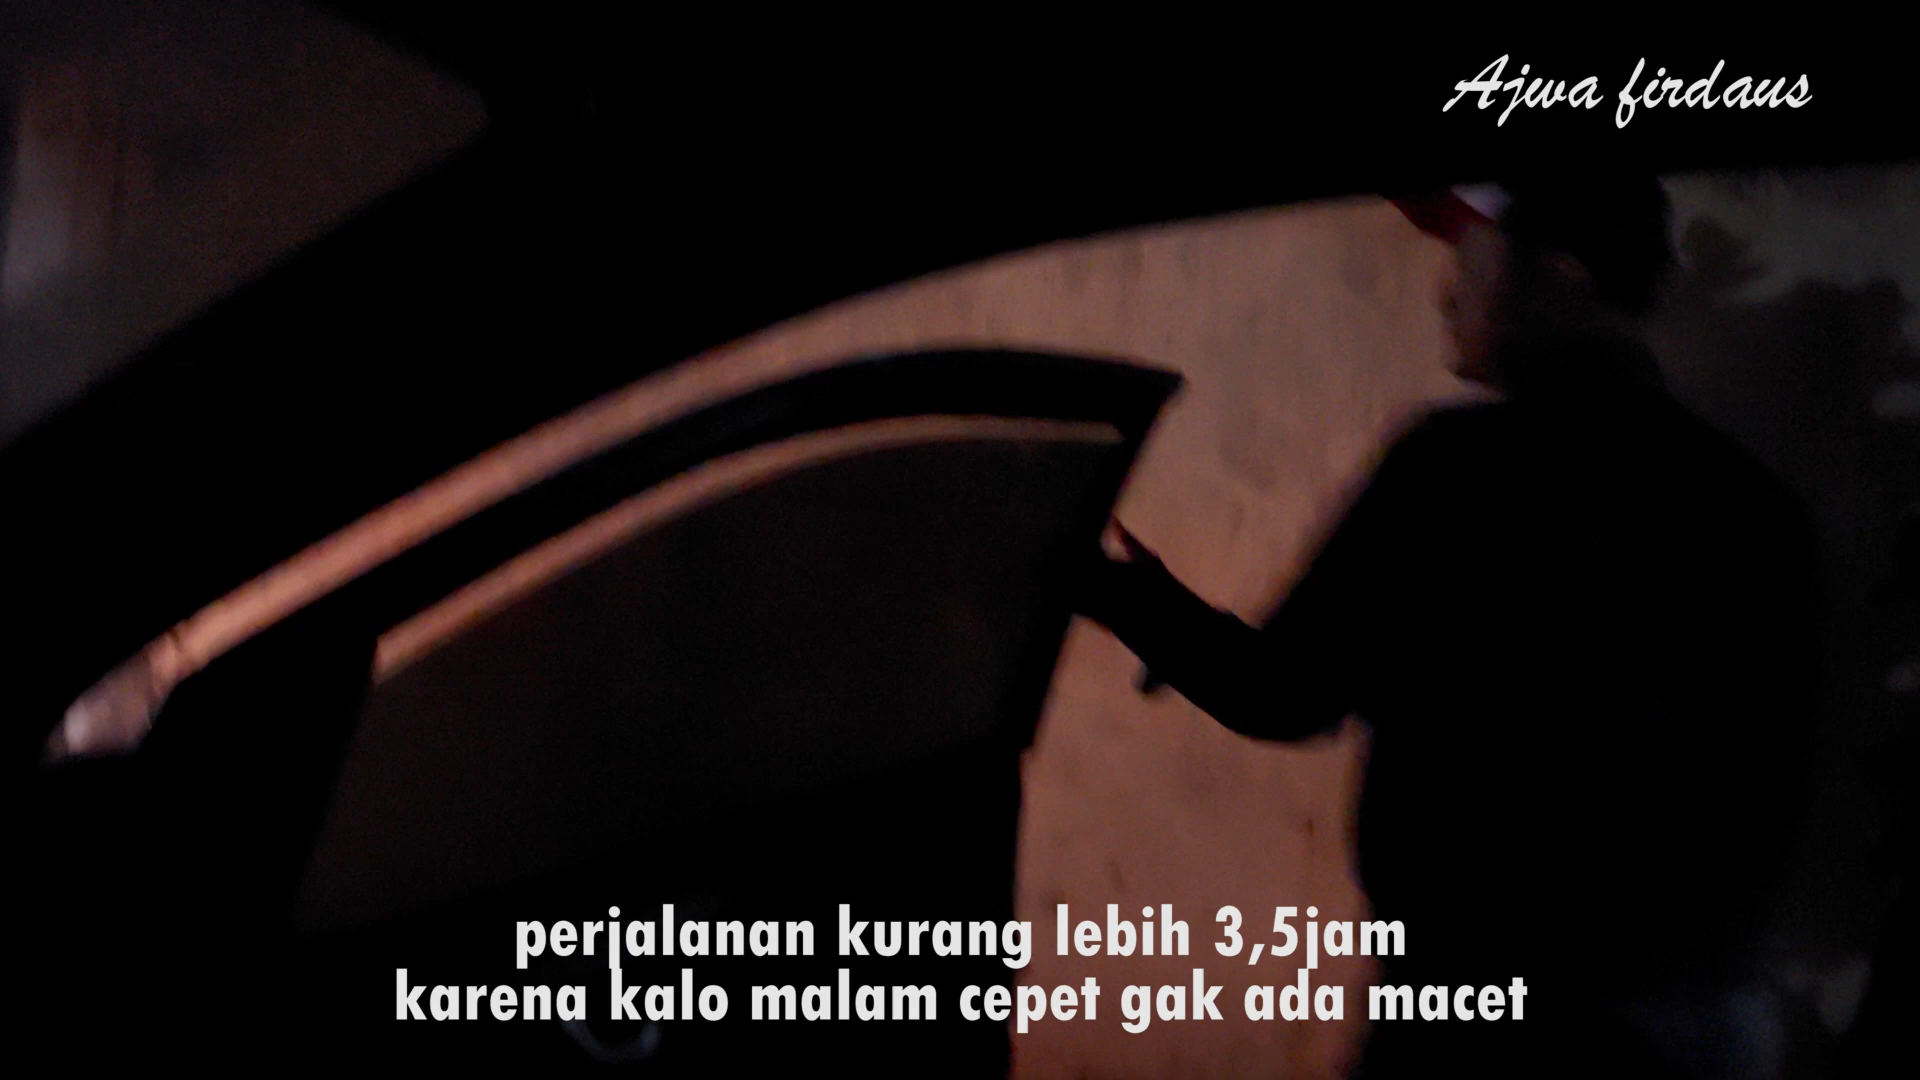 Ajwa firdaus
perjalanan kurang lebih 3,5jam
karena kalo malam cepet gak ada macet